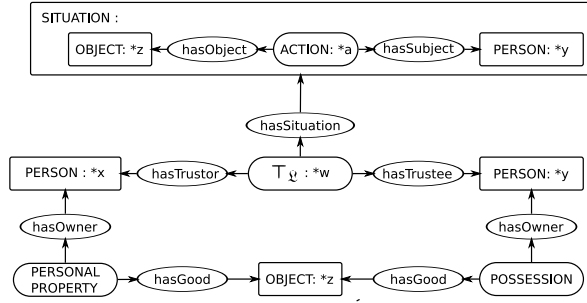 SITUATION :
OBJECT: *z hasObject ACTION: *a hasSubject PERSON: *y
hasSituation
PERSON : *x hasTrustor ⊤𝔏 : *w hasTrustee PERSON: *y
hasOwner hasOwner
PERSONAL
PROPERTY hasGood OBJECT: *z hasGood POSSESSION